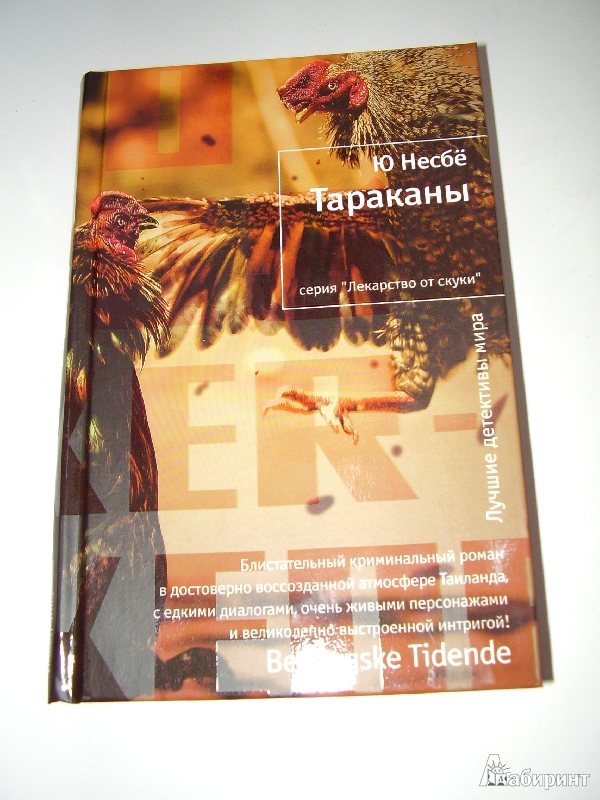 Ю Несбё
Тараканы
серия "Лекарство от скуки"
Лучшие детективы мира
KER-
Блистательный криминальный роман
в достоверно воссозданной атмосфере Таиланда,
с едкими диалогами, очень живыми персонажами
и великолепно выстроенной интригой!
Tidende
Лабиринт